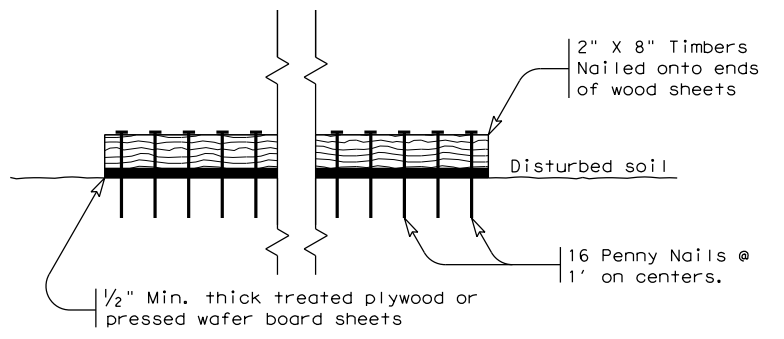 2" X 8" Timbers
Nailed onto ends
of wood sheets
Disturbed soil
16 Penny Nails @
1' on centers.
½" Min. thick treated plywood or
pressed wafer board sheets